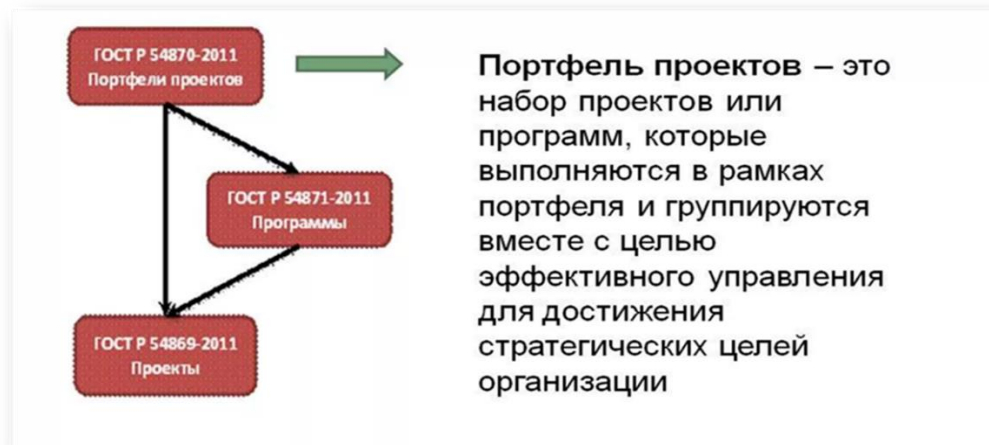 ГОСТ Р 54870-2011
Портфели проектов
ГОСТ Р 54871-2011
Программы
ГОСТ Р 54869-2011
Проекты
Портфель проектов – это
набор проектов или
программ, которые
выполняются в рамках
портфеля и группируются
вместе с целью
эффективного управления
для достижения
стратегических целей
организации